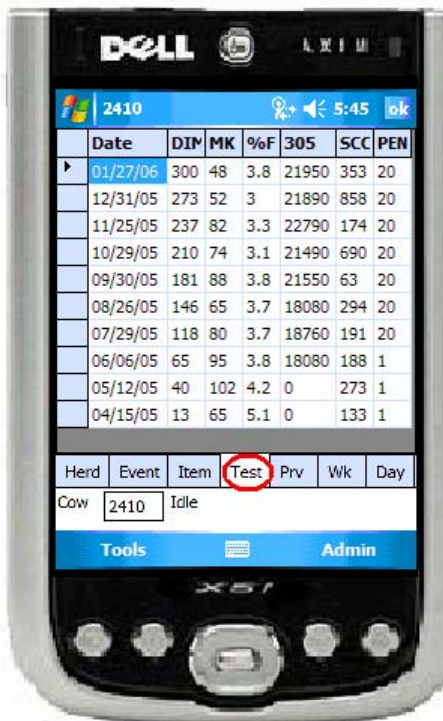 DELL AXIM
2410 5:45 ok
Date DIM MK %F 305 SCC PEN
01/27/06 300 48 3.8 21950 353 20
12/31/05 273 52 3 21890 858 20
11/25/05 237 82 3.3 22790 174 20
10/29/05 210 74 3.1 21490 690 20
09/30/05 181 88 3.8 21550 63 20
08/26/05 146 65 3.7 18080 294 20
07/29/05 118 80 3.7 18760 191 20
06/06/05 65 95 3.8 18080 188 1
05/12/05 40 102 4.2 0 273 1
04/15/05 13 65 5.1 0 133 1
Herd Event Item Test Prv Wk Day
Cow 2410 Idle
Tools Admin
X51